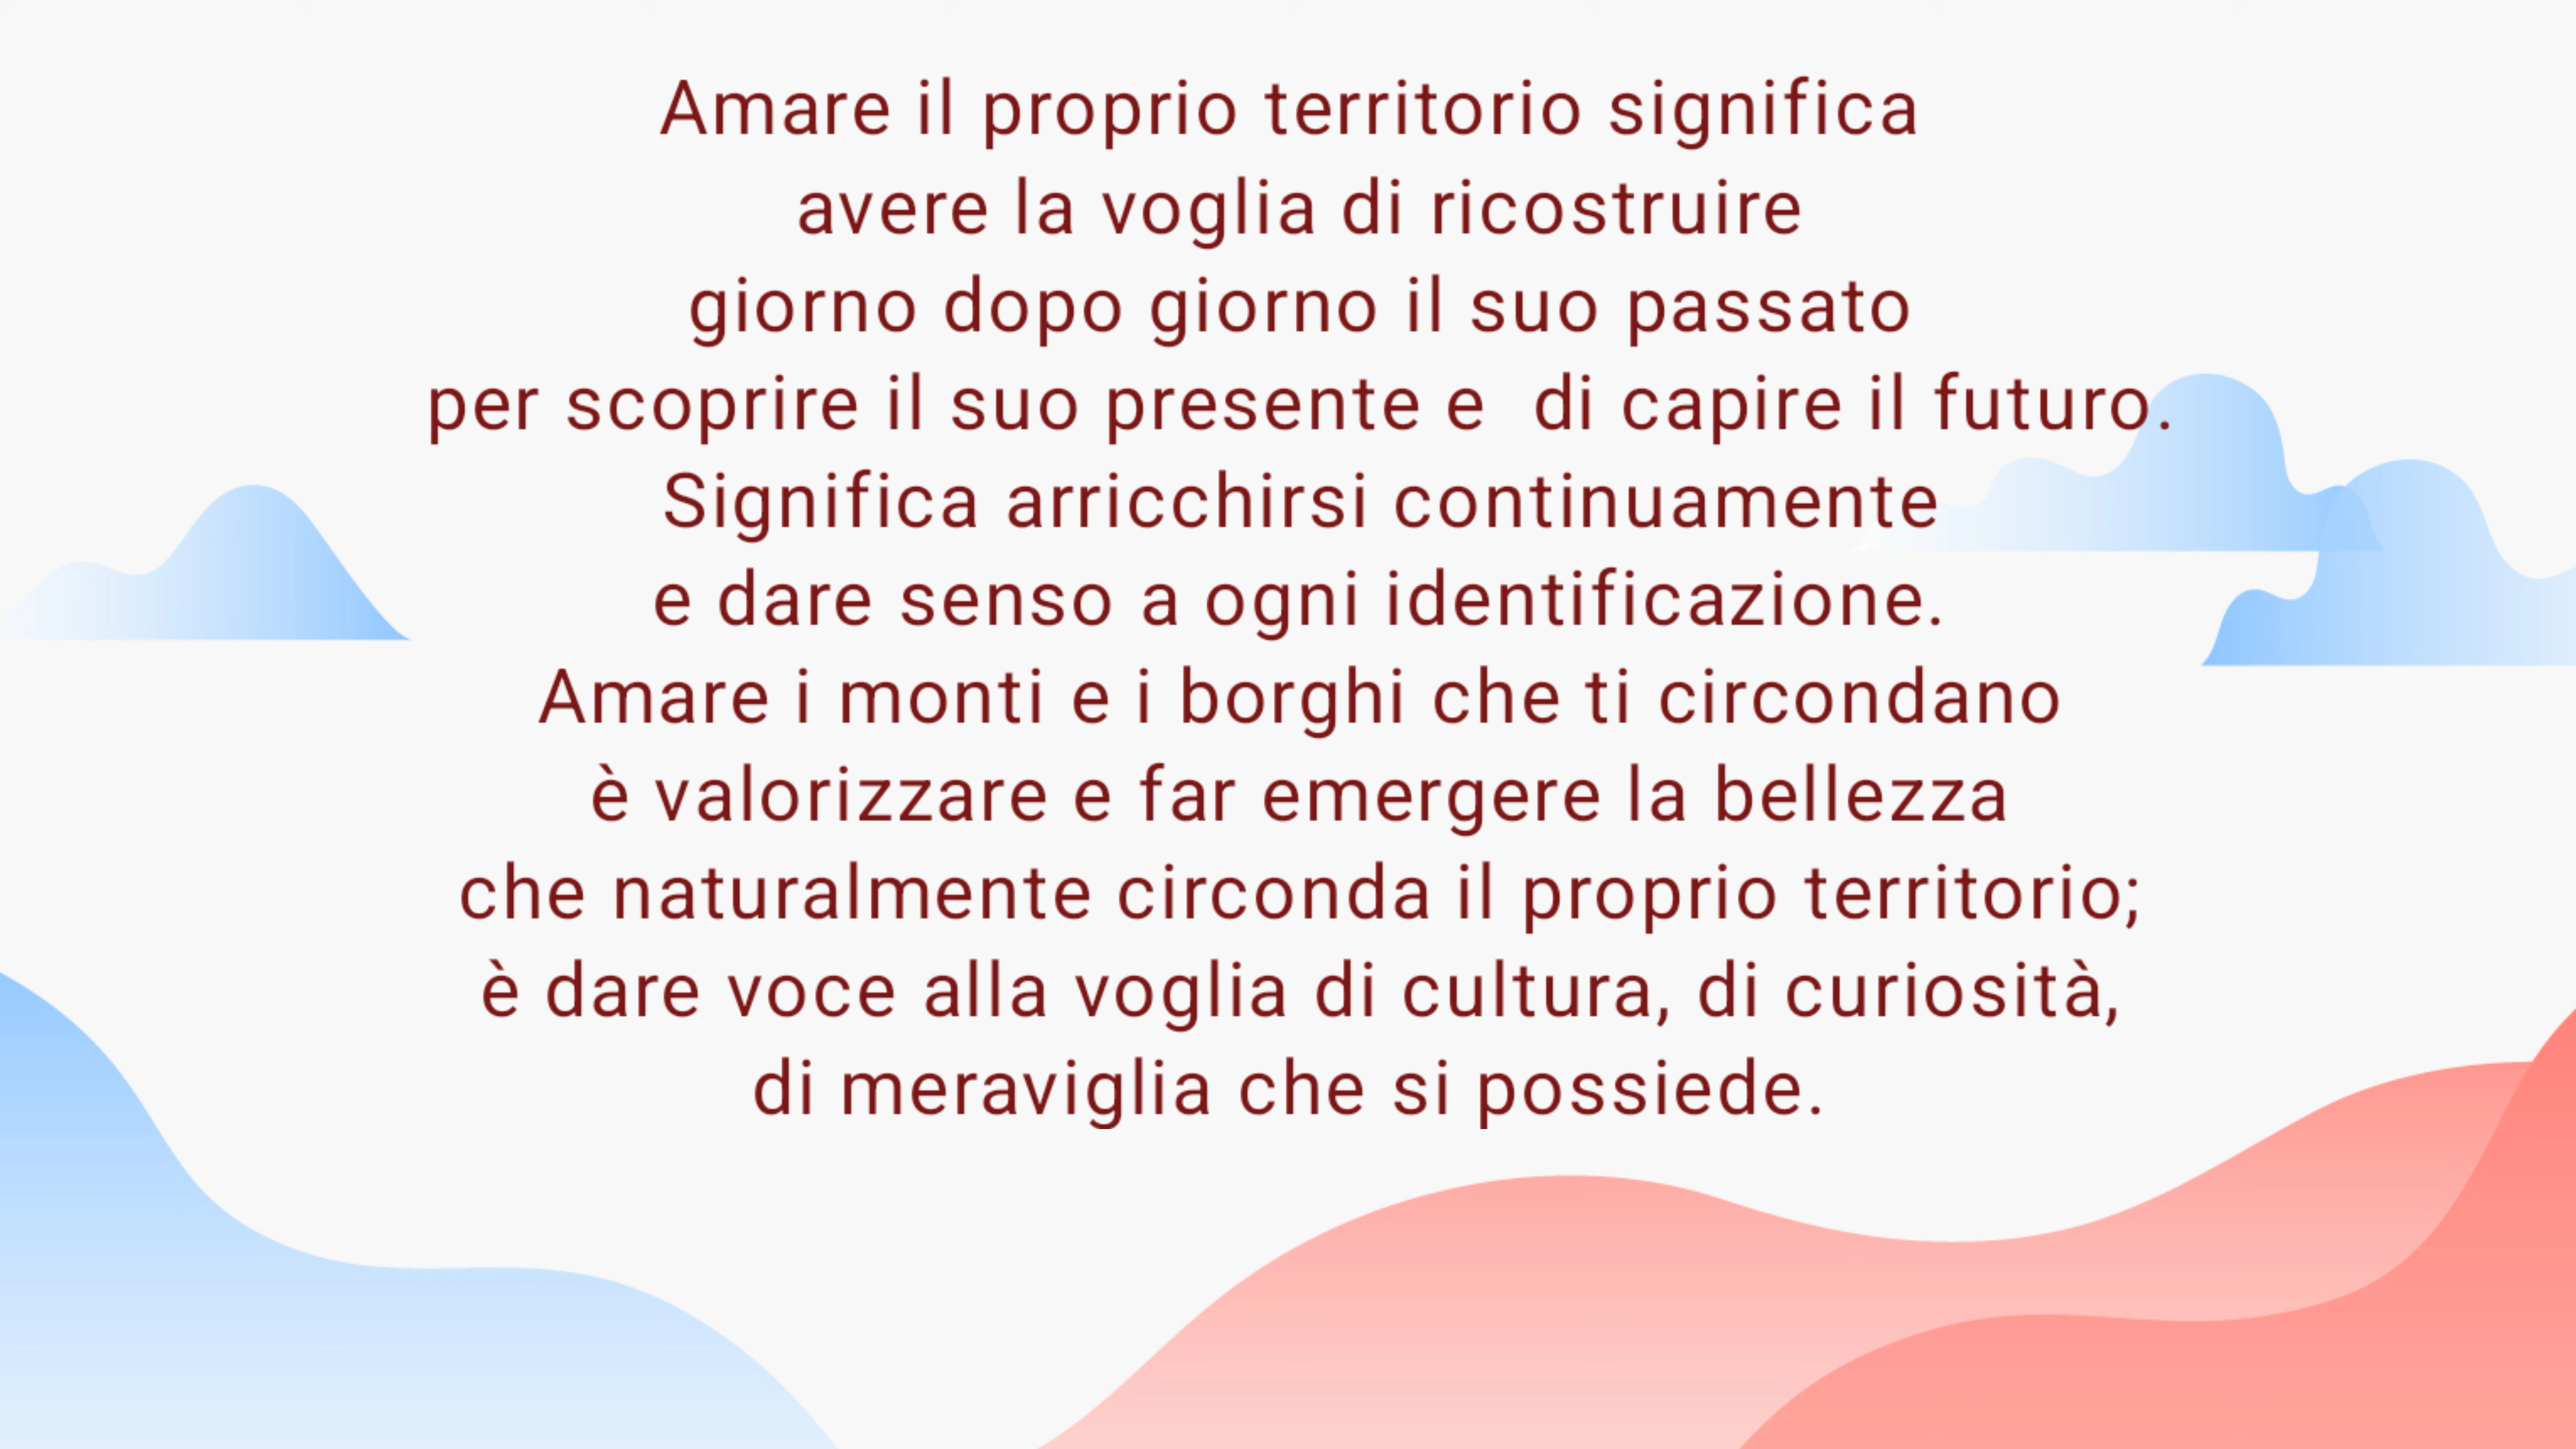 Amare il proprio territorio significa
avere la voglia di ricostruire
giorno dopo giorno il suo passato
per scoprire il suo presente e  di capire il futuro.
Significa arricchirsi continuamente
e dare senso a ogni identificazione.
Amare i monti e i borghi che ti circondano
è valorizzare e far emergere la bellezza
che naturalmente circonda il proprio territorio;
è dare voce alla voglia di cultura, di curiosità,
di meraviglia che si possiede.